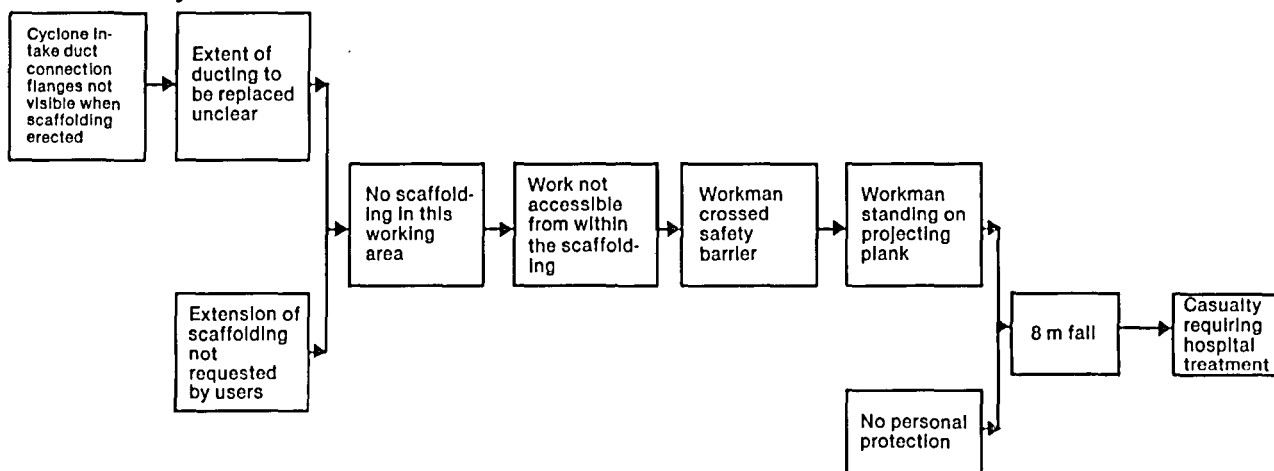 Cyclone in-
take duct
connection
flanges not
visible when
scaffolding
erected
Extent of
ducting to
be replaced
unclear
Extension of
scaffolding
not
requested
by users
No scaffold-
ing in this
working
area
Work not
accessible
from within
the scaffold-
ing
Workman
crossed
safety
barrier
Workman
standing on
projecting
plank
No personal
protection
8 m fall
Casualty
requiring
hospital
treatment